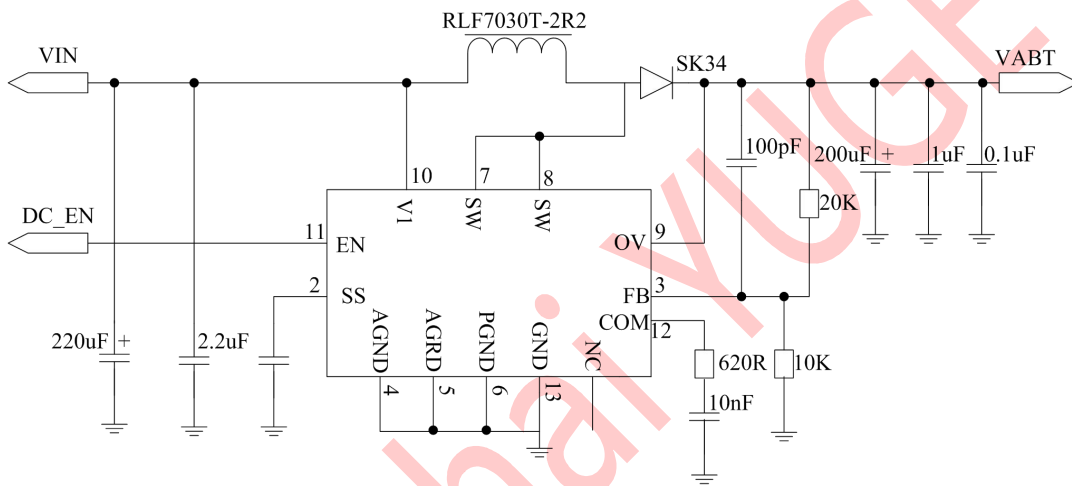 RLF7030T-2R2
VIN
SK34
VABT
100pF
200uF +
1uF
0.1uF
10
7
8
20K
V1
SW
SW
DC_EN
11
EN
OV
9
2
SS
FB
3
COM
12
220uF +
2.2uF
AGND
AGRD
PGND
GND
NC
620R
10K
4
5
6
13
10nF
hai YUGE